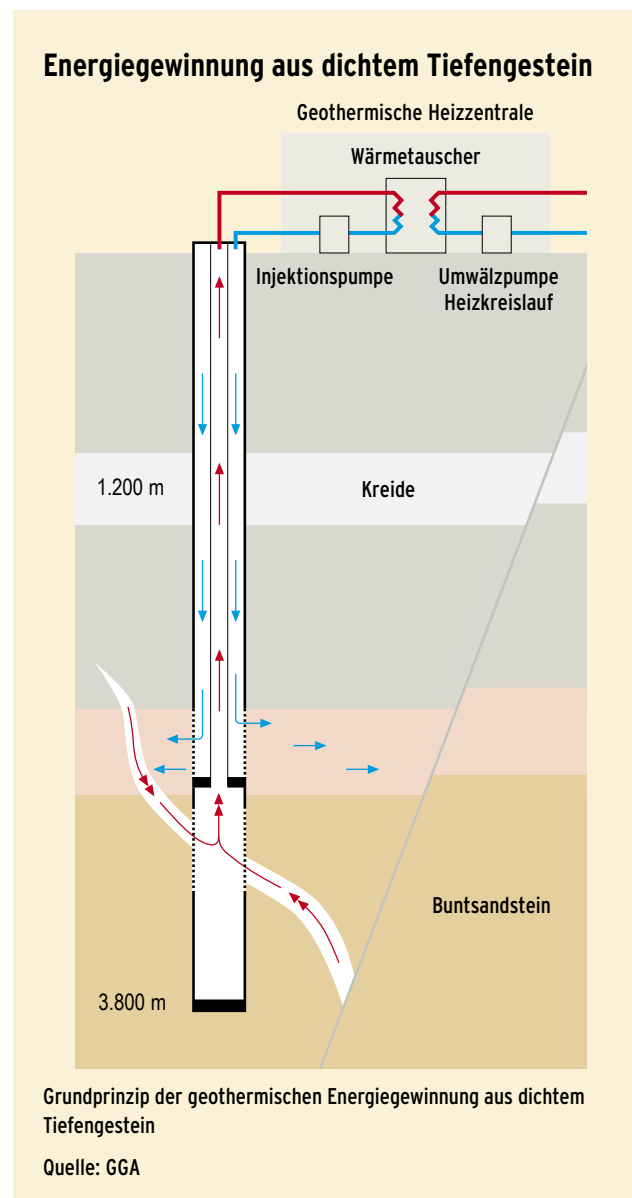 Energiegewinnung aus dichtem Tiefengestein
Geothermische Heizzentrale
Wärmetauscher
Injektionspumpe
Umwälzpumpe
Heizkreislauf
1.200 m
Kreide
Buntsandstein
3.800 m
Grundprinzip der geothermischen Energiegewinnung aus dichtem
Tiefengestein
Quelle: GGA